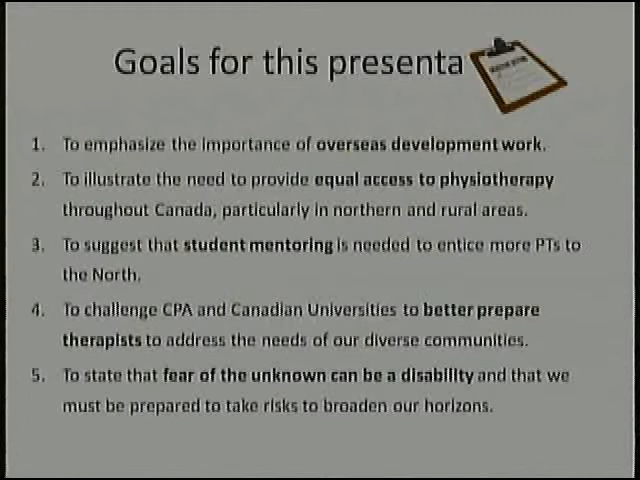 Goals for this presenta
1. To emphasize the importance of overseas development work.
2. To illustrate the need to provide equal access to physiotherapy
throughout Canada, particularly in northern and rural areas.
3. To suggest that student mentoring is needed to entice more PTs to
the North.
4. To challenge CPA and Canadian Universities to better prepare
therapists to address the needs of our diverse communities.
5. To state that fear of the unknown can be a disability and that we
must be prepared to take risks to broaden our horizons.